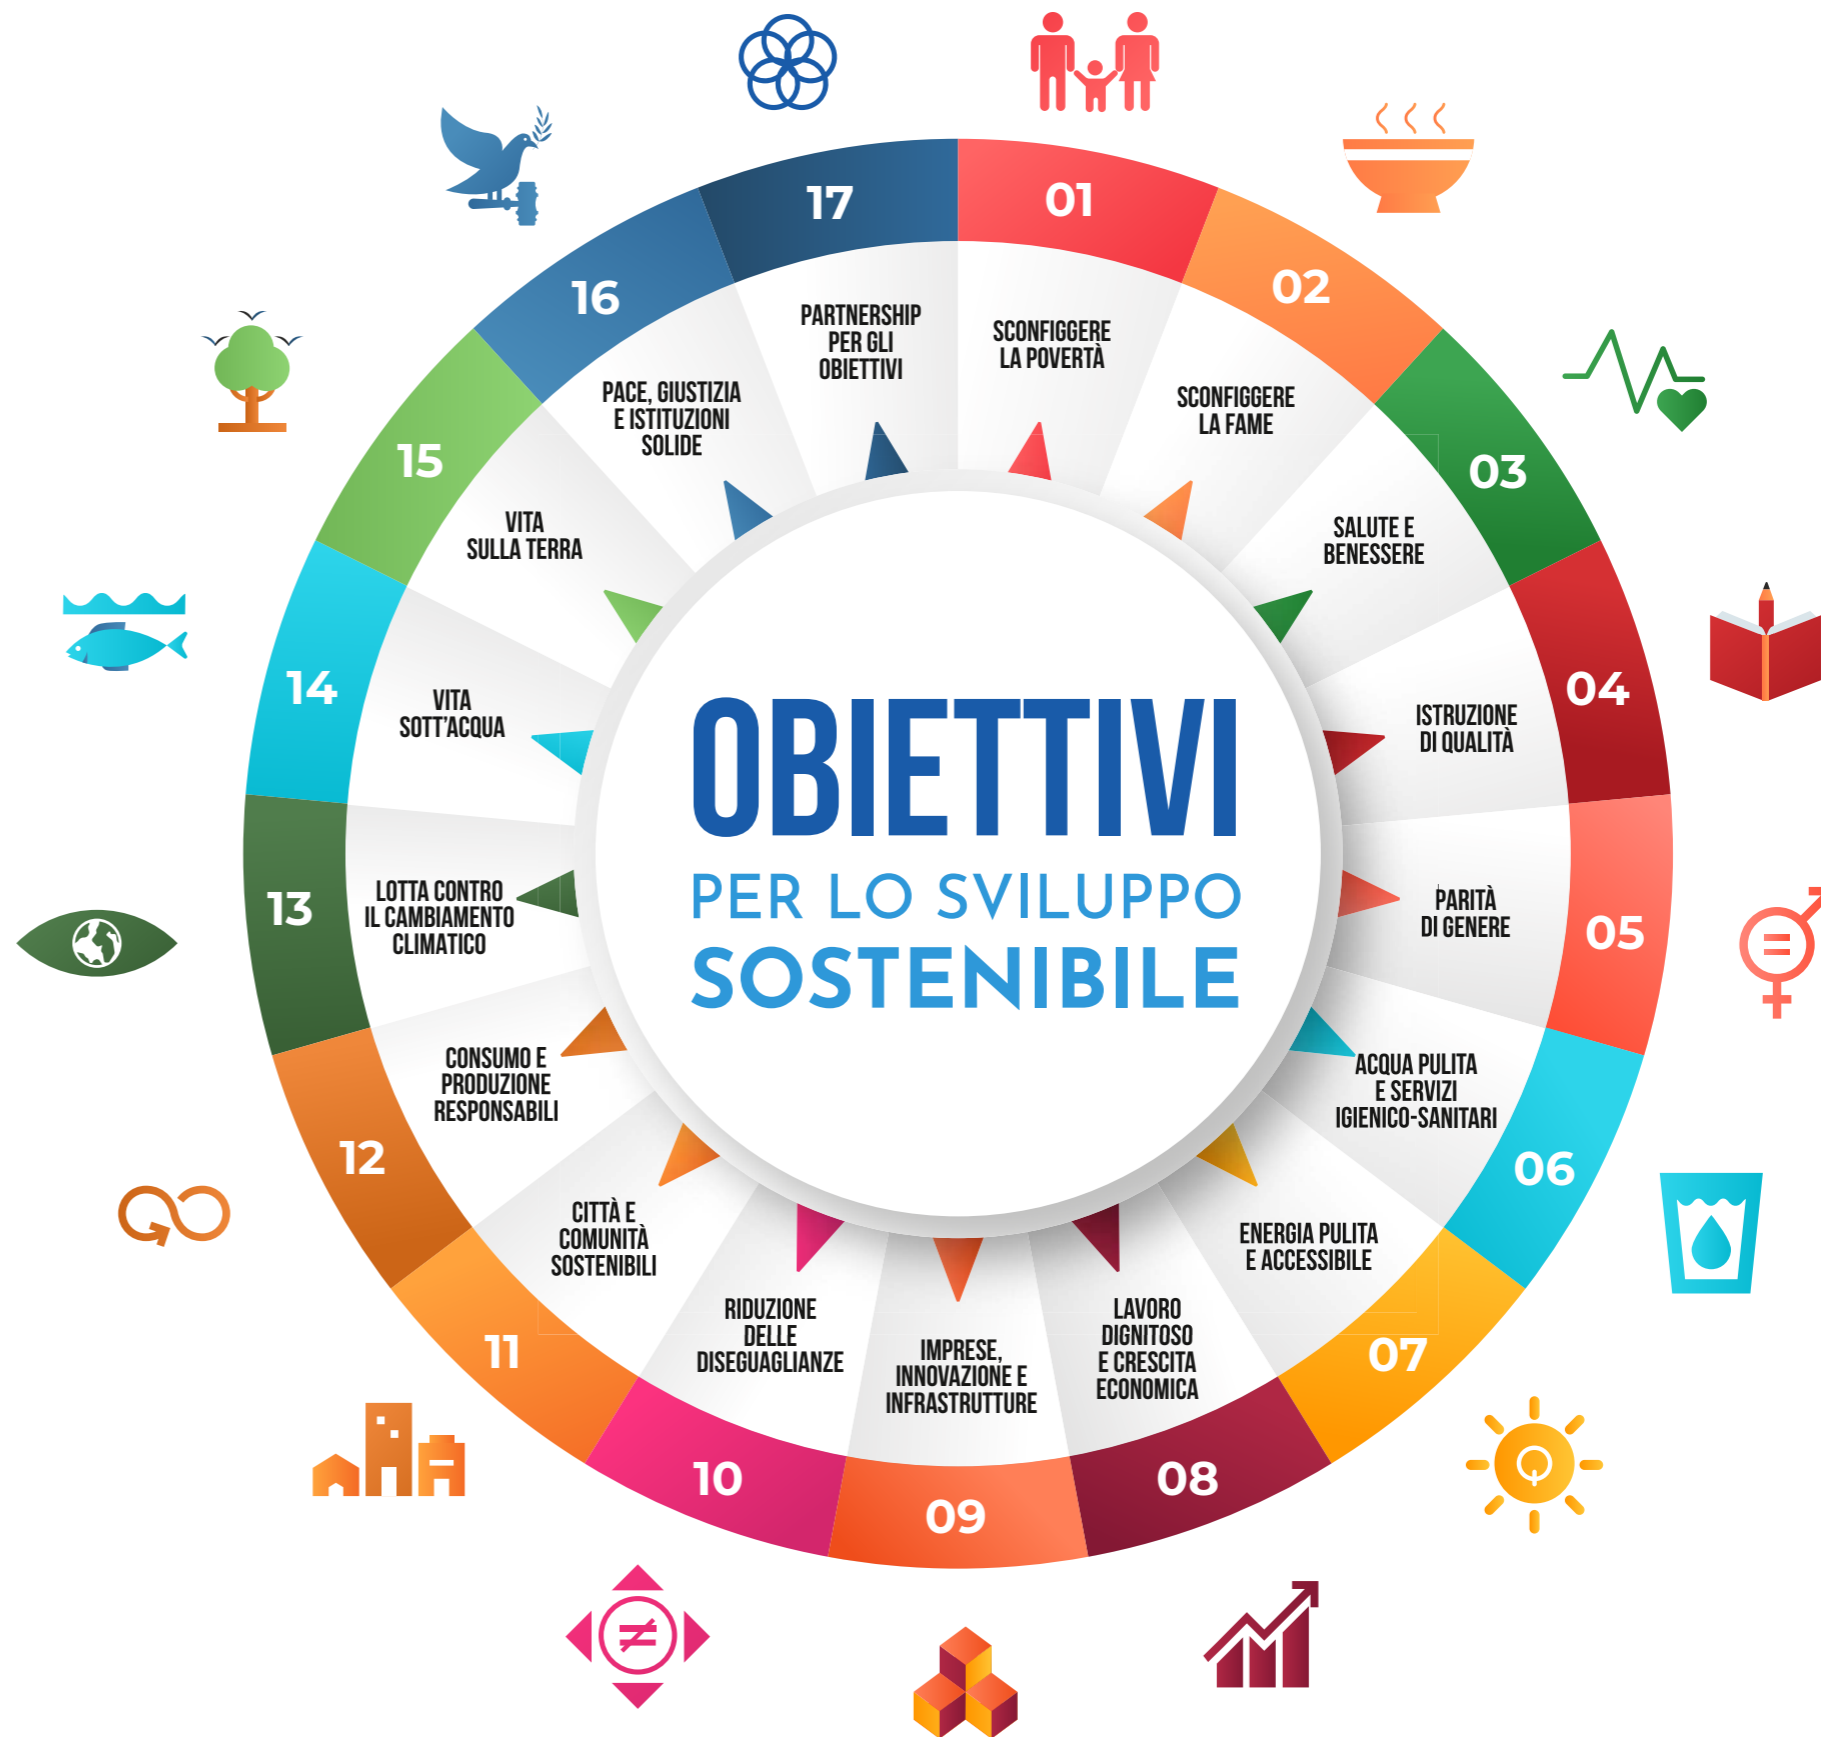 OBIETTIVI
PER LO SVILUPPO
SOSTENIBILE
01
SCONFIGGERE
LA POVERTÀ
02
SCONFIGGERE
LA FAME
03
SALUTE E
BENESSERE
04
ISTRUZIONE
DI QUALITÀ
05
PARITÀ
DI GENERE
06
ACQUA PULITA
E SERVIZI
IGIENICO-SANITARI
07
ENERGIA PULITA
E ACCESSIBILE
08
LAVORO
DIGNITOSO
E CRESCITA
ECONOMICA
09
IMPRESE,
INNOVAZIONE E
INFRASTRUTTURE
10
RIDUZIONE
DELLE
DISEGUAGLIANZE
11
CITTÀ E
COMUNITÀ
SOSTENIBILI
12
CONSUMO E
PRODUZIONE
RESPONSABILI
13
LOTTA CONTRO
IL CAMBIAMENTO
CLIMATICO
14
VITA
SOTT'ACQUA
15
VITA
SULLA TERRA
16
PACE, GIUSTIZIA
E ISTITUZIONI
SOLIDE
17
PARTNERSHIP
PER GLI
OBIETTIVI